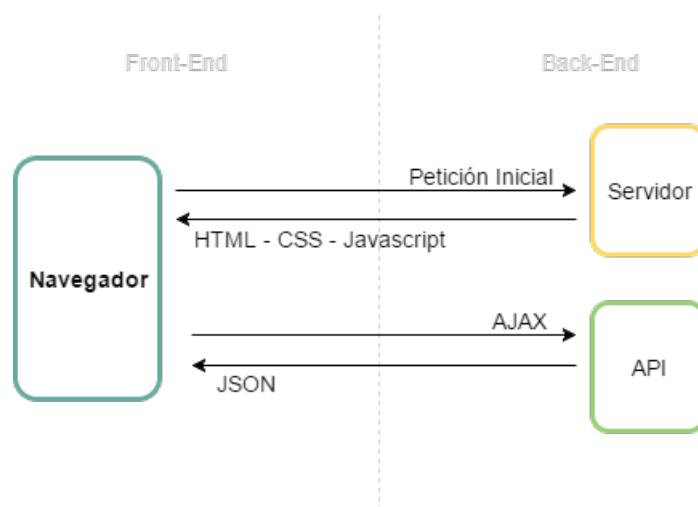 Front-End
Back-End
Petición Inicial
Servidor
HTML - CSS - Javascript
Navegador
AJAX
API
JSON